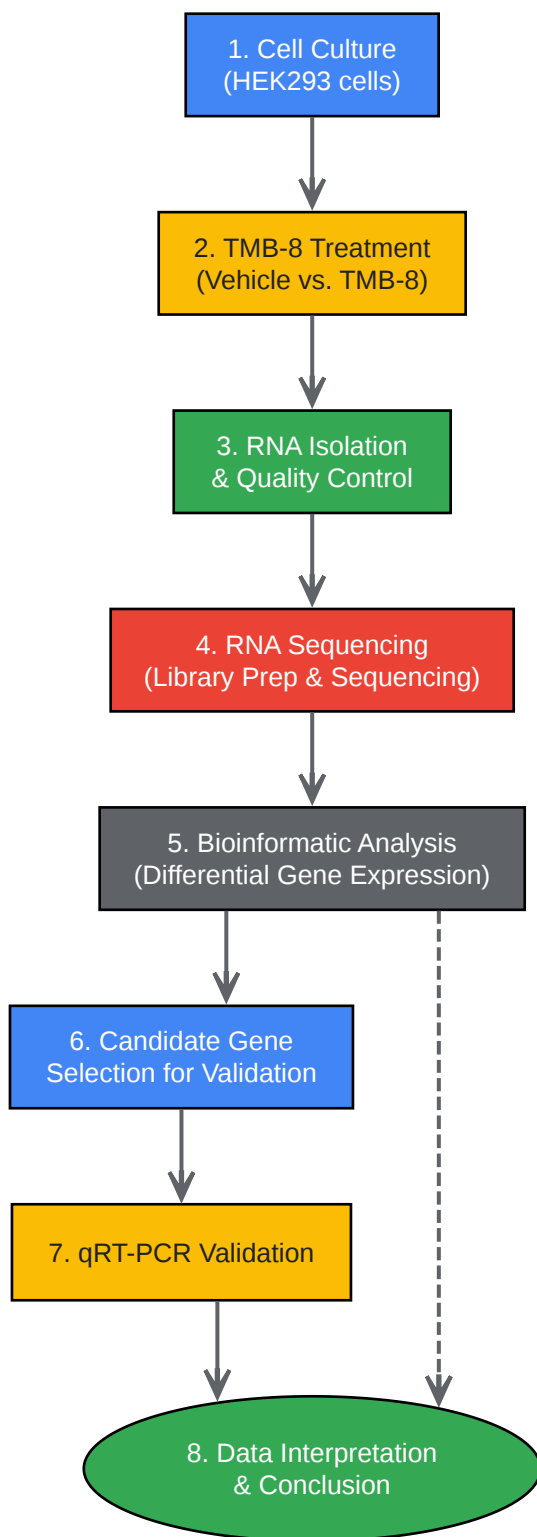 1. Cell Culture
(HEK293 cells)
2. TMB-8 Treatment
(Vehicle vs. TMB-8)
3. RNA Isolation
& Quality Control
4. RNA Sequencing
(Library Prep & Sequencing)
5. Bioinformatic Analysis
(Differential Gene Expression)
6. Candidate Gene
Selection for Validation
7. qRT-PCR Validation
8. Data Interpretation
& Conclusion